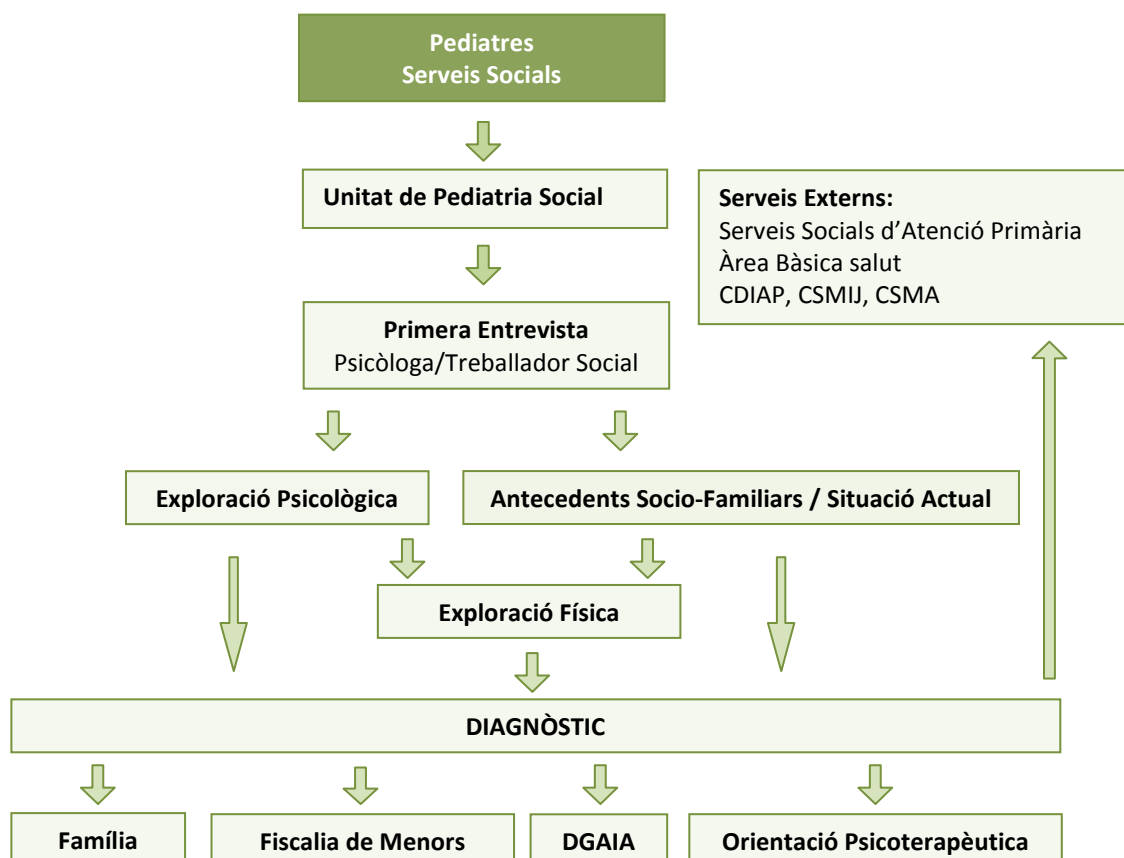 Pediatres
Serveis Socials
Unitat de Pediatria Social
Serveis Externs:
Serveis Socials d’Atenció Primària
Àrea Bàsica salut
CDIAP, CSMIJ, CSMA
Primera Entrevista
Psicòloga/Treballador Social
Exploració Psicològica
Antecedents Socio-Familiars / Situació Actual
Exploració Física
DIAGNÒSTIC
Família
Fiscalia de Menors
DGAIA
Orientació Psicoterapèutica